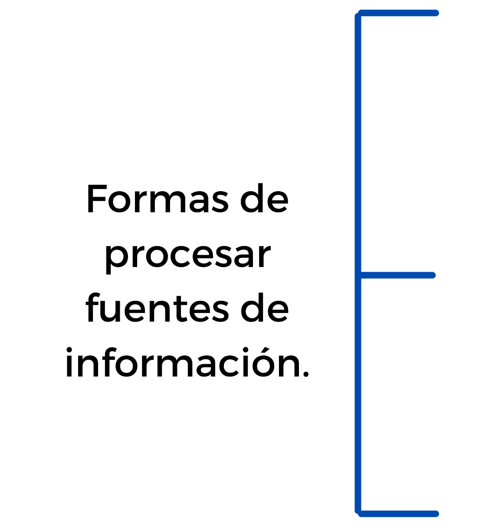 Formas de
procesar
fuentes de
información.